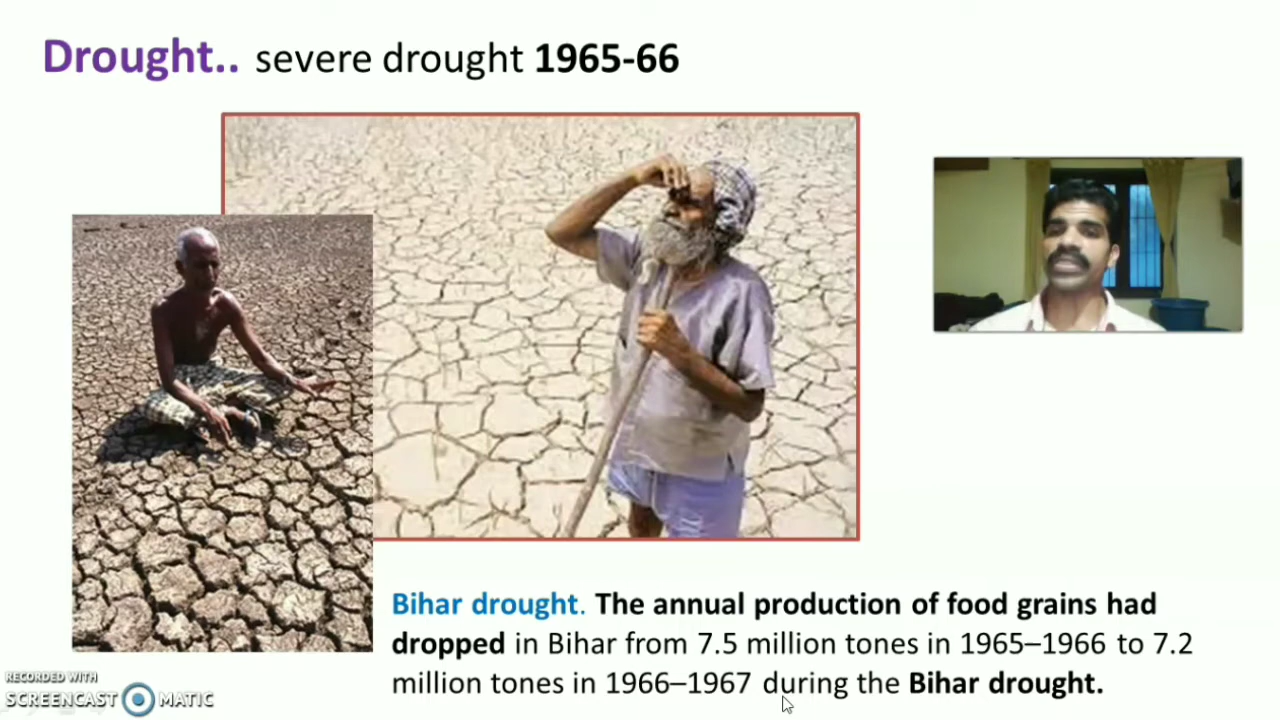 Drought.. severe drought 1965-66
Bihar drought. The annual production of food grains had
dropped in Bihar from 7.5 million tones in 1965–1966 to 7.2
million tones in 1966–1967 during the Bihar drought.
RECORDED WITH
SCREENCAST MATIC